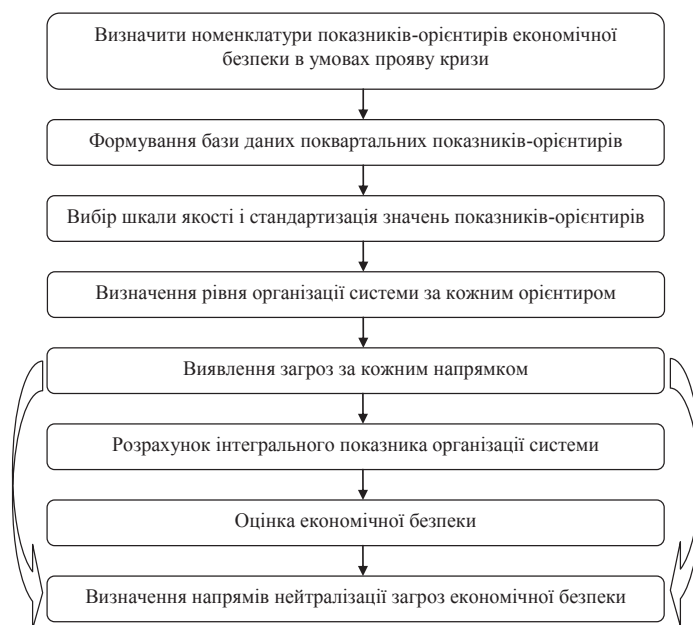 Визначити номенклатури показників-орієнтирів економічної
безпеки в умовах прояву кризи
Формування бази даних поквартальних показників-орієнтирів
Вибір шкали якості і стандартизація значень показників-орієнтирів
Визначення рівня організації системи за кожним орієнтиром
Виявлення загроз за кожним напрямком
Розрахунок інтегрального показника організації системи
Оцінка економічної безпеки
Визначення напрямів нейтралізації загроз економічної безпеки